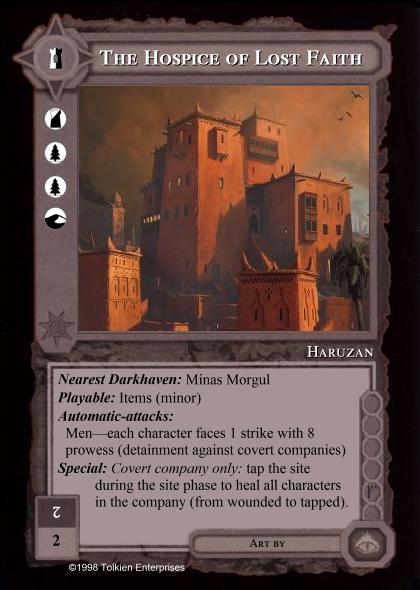 The Hospice of Lost Faith
Haruzan
Nearest Darkhaven: Minas Morgul
Playable: Items (minor)
Automatic-attacks:
Men—each character faces 1 strike with 8
prowess (detainment against covert companies)
Special: Covert company only: tap the site
during the site phase to heal all characters
in the company (from wounded to tapped).
2
2
Art by
©1998 Tolkien Enterprises